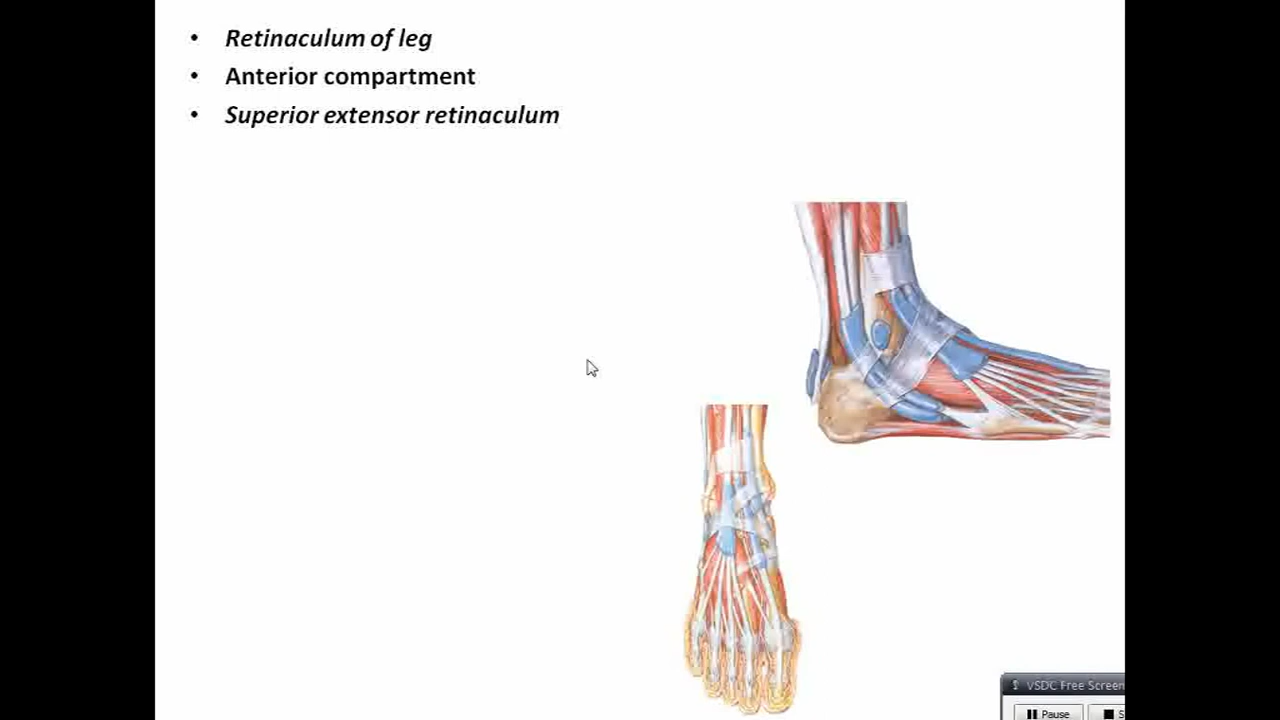 • Retinaculum of leg
• Anterior compartment
• Superior extensor retinaculum
VSDC Free Screen
Pause
S